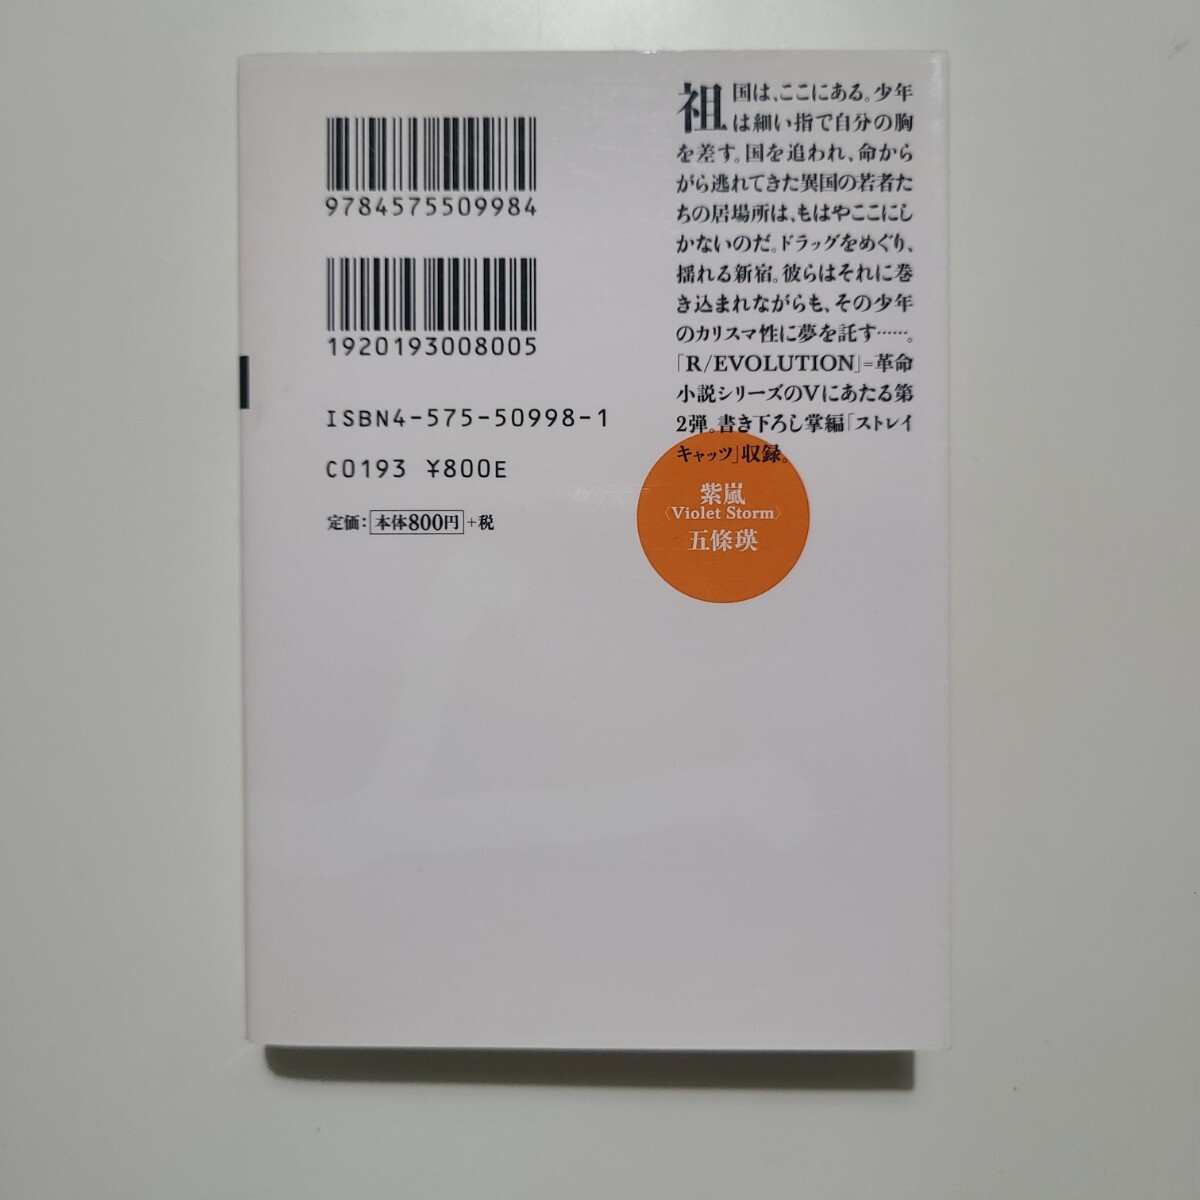 9784575509984
1920193008005
ISBN4-575-50998-1
C0193 ¥800E
定価：本体800円＋税
祖国は、ここにある。少年
は細い指で自分の胸
を差す。国を追われ、命から
がら逃れてきた異国の若者た
ちの居場所は、もはやここにし
かないのだ。ドラッグをめぐり、
揺れる新宿。彼らはそれに巻
き込まれながらも、その少年
のカリスマ性に夢を託す……。
「R/EVOLUTION」=革命
小説シリーズのVにあたる第
2弾。書き下ろし掌編「ストレイ
キャッツ」収録。
紫嵐
〈Violet Storm〉
五條瑛